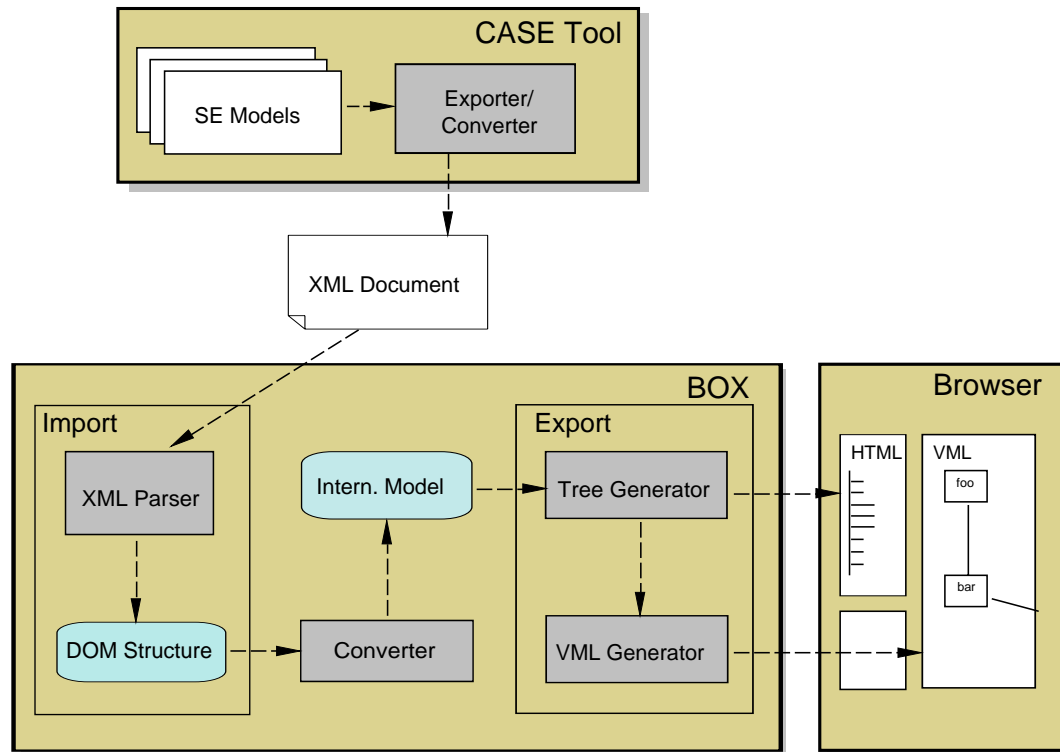 CASE Tool
SE Models
Exporter/
Converter
XML Document
BOX
Browser
Import
Export
HTML
VML
XML Parser
Intern. Model
Tree Generator
foo
bar
DOM Structure
Converter
VML Generator